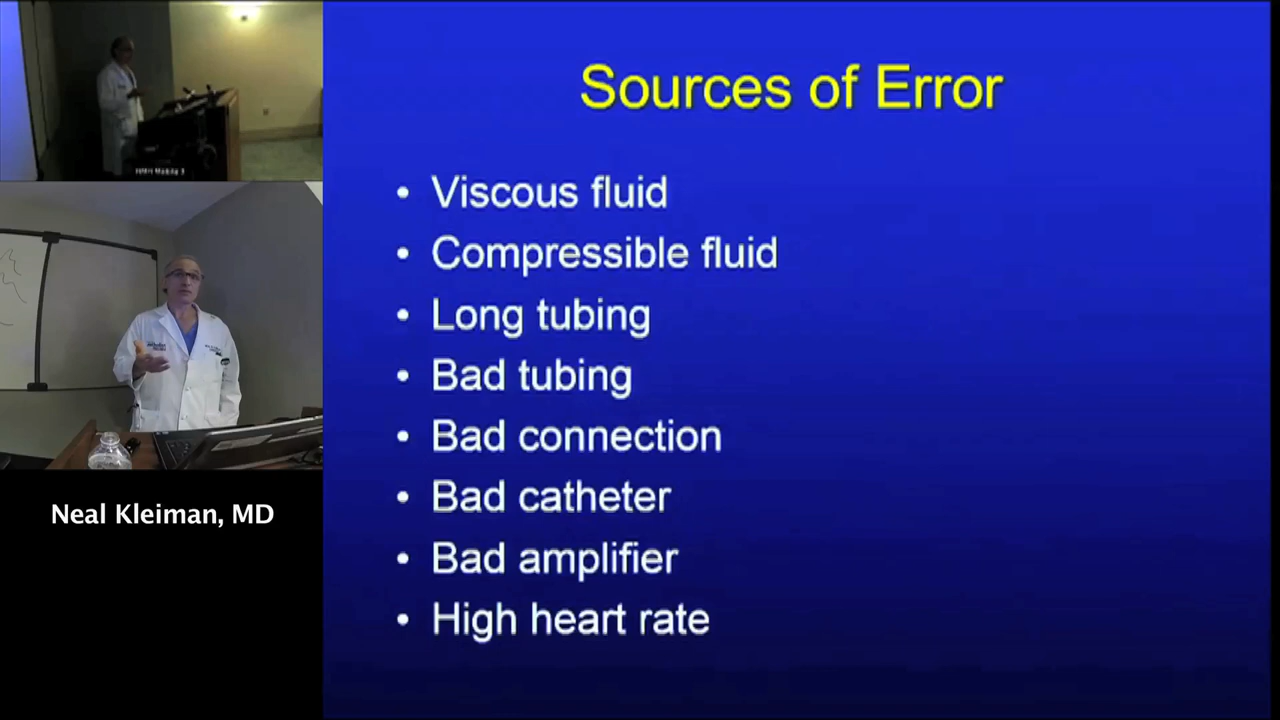 Sources of Error
• Viscous fluid
• Compressible fluid
• Long tubing
• Bad tubing
• Bad connection
• Bad catheter
• Bad amplifier
• High heart rate
Neal Kleiman, MD